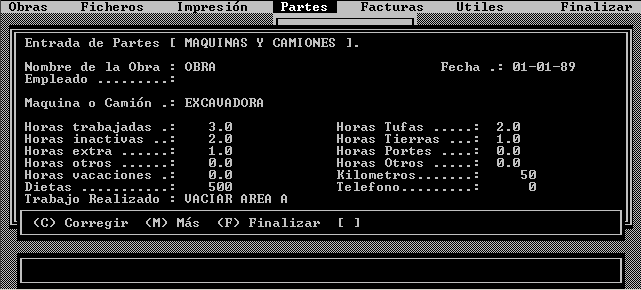 Obras Ficheros Impresión Partes Facturas Utiles Finalizar
Entrada de Partes [ MAQUINAS Y CAMIONES ].
Nombre de la Obra : OBRA Fecha .: 01-01-89
Empleado .........:
Maquina o Camión .: EXCAVADORA
Horas trabajadas .: 3.0 Horas Tufas .....: 2.0
Horas inactivas ..: 2.0 Horas Tierras ...: 1.0
Horas extra ......: 1.0 Horas Portes ....: 0.0
Horas otros ......: 0.0 Horas Otros .....: 0.0
Horas vacaciones .: 0.0 Kilometros.......: 50
Dietas ...........: 500 Telefono.........: 0
Trabajo Realizado : VACIAR AREA A
(C) Corregir (M) Más (F) Finalizar [ ]